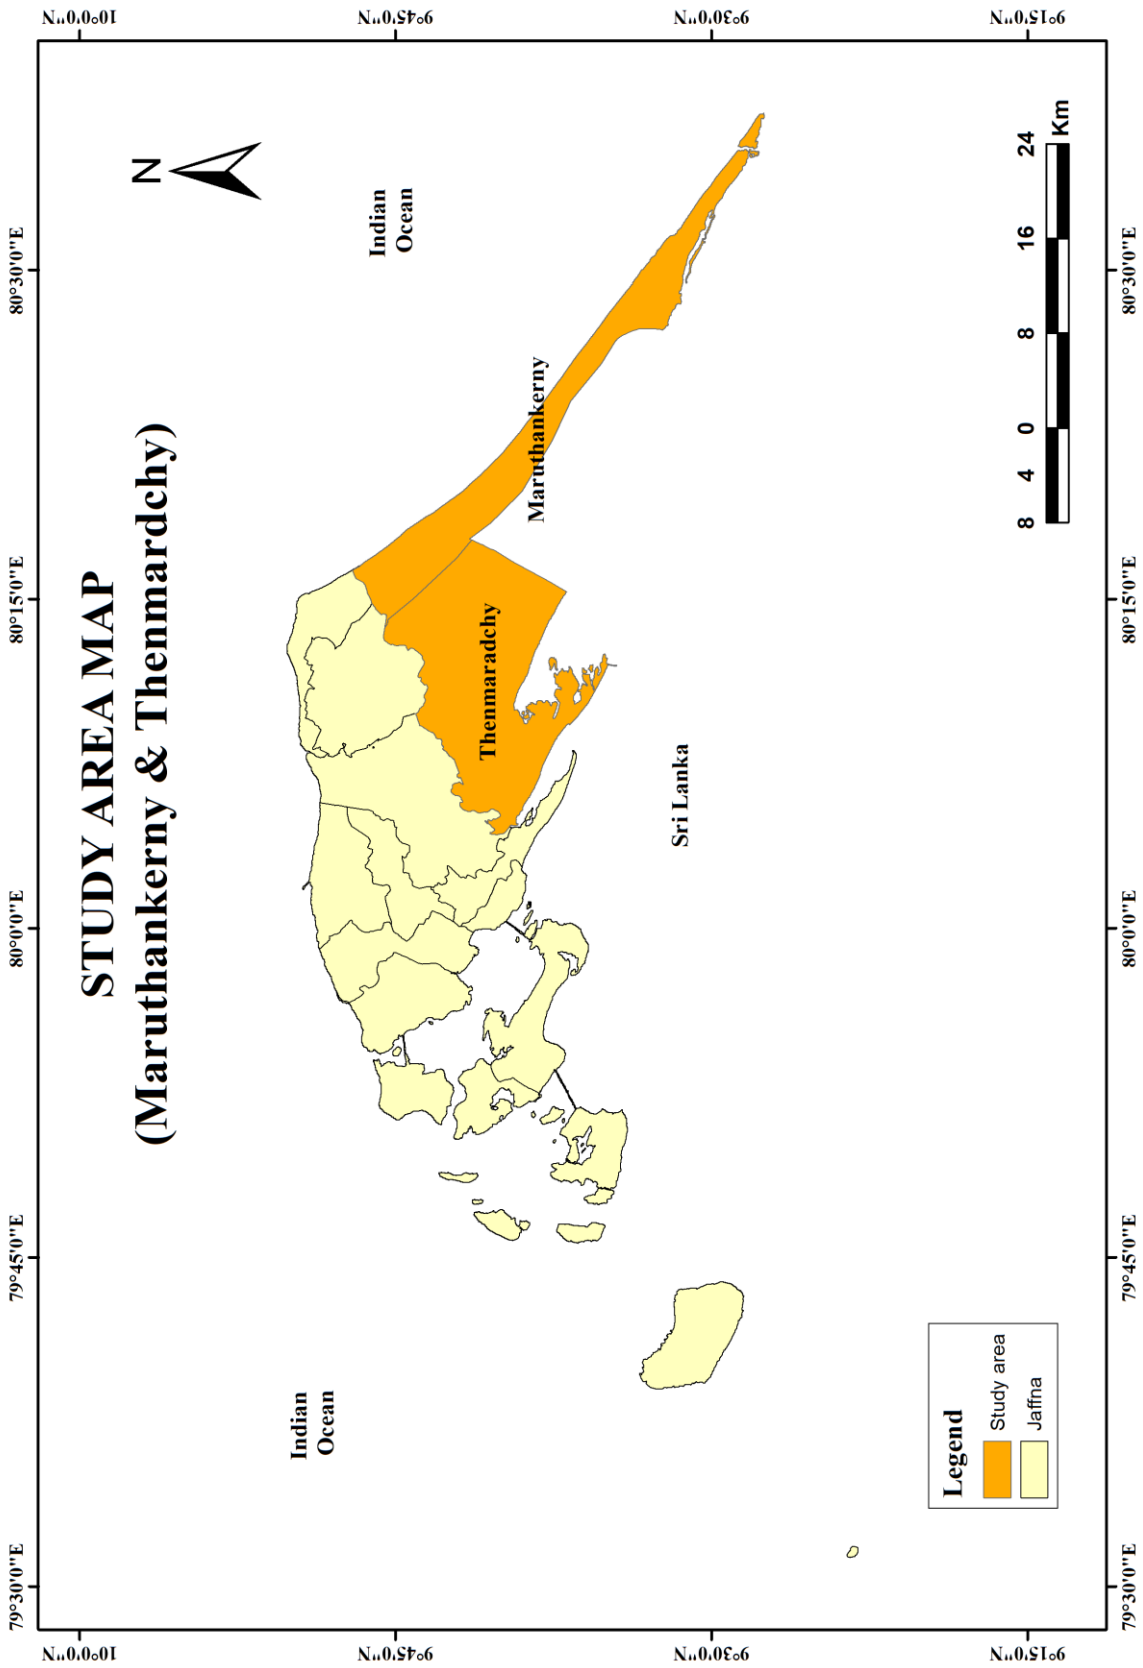 STUDY AREA MAP
(Maruthankerny & Thenmardchy)
79°30'0"E
79°45'0"E
80°0'0"E
80°15'0"E
80°30'0"E
10°0'0"N
10°0'0"N
9°45'0"N
9°45'0"N
9°30'0"N
9°30'0"N
9°15'0"N
9°15'0"N
N
Indian
Ocean
Indian
Ocean
Thenmaradchy
Maruthankerny
Sri Lanka
Legend
Study area
Jaffna
8 4 0 8 16 24
Km
79°30'0"E
79°45'0"E
80°0'0"E
80°15'0"E
80°30'0"E